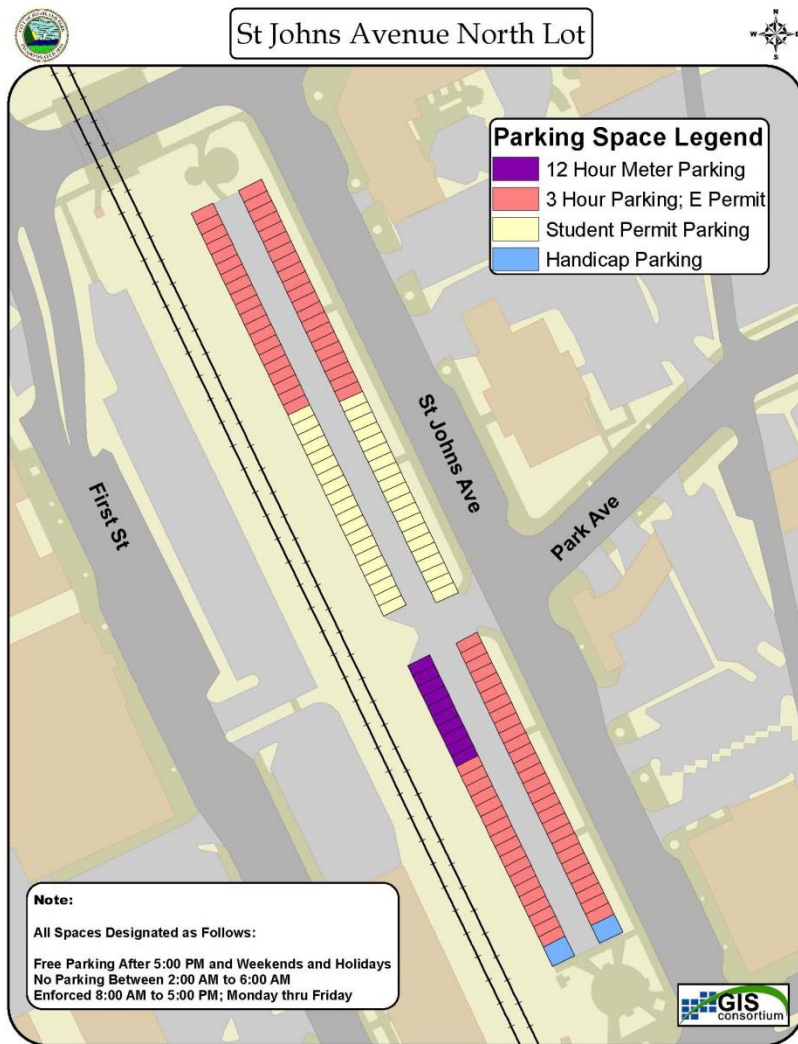 St Johns Avenue North Lot
N
W
E
S
Parking Space Legend
12 Hour Meter Parking
3 Hour Parking; E Permit
Student Permit Parking
Handicap Parking
St Johns Ave
Park Ave
First St
Note:
All Spaces Designated as Follows:
Free Parking After 5:00 PM and Weekends and Holidays
No Parking Between 2:00 AM to 6:00 AM
Enforced 8:00 AM to 5:00 PM; Monday thru Friday
GIS
consortium